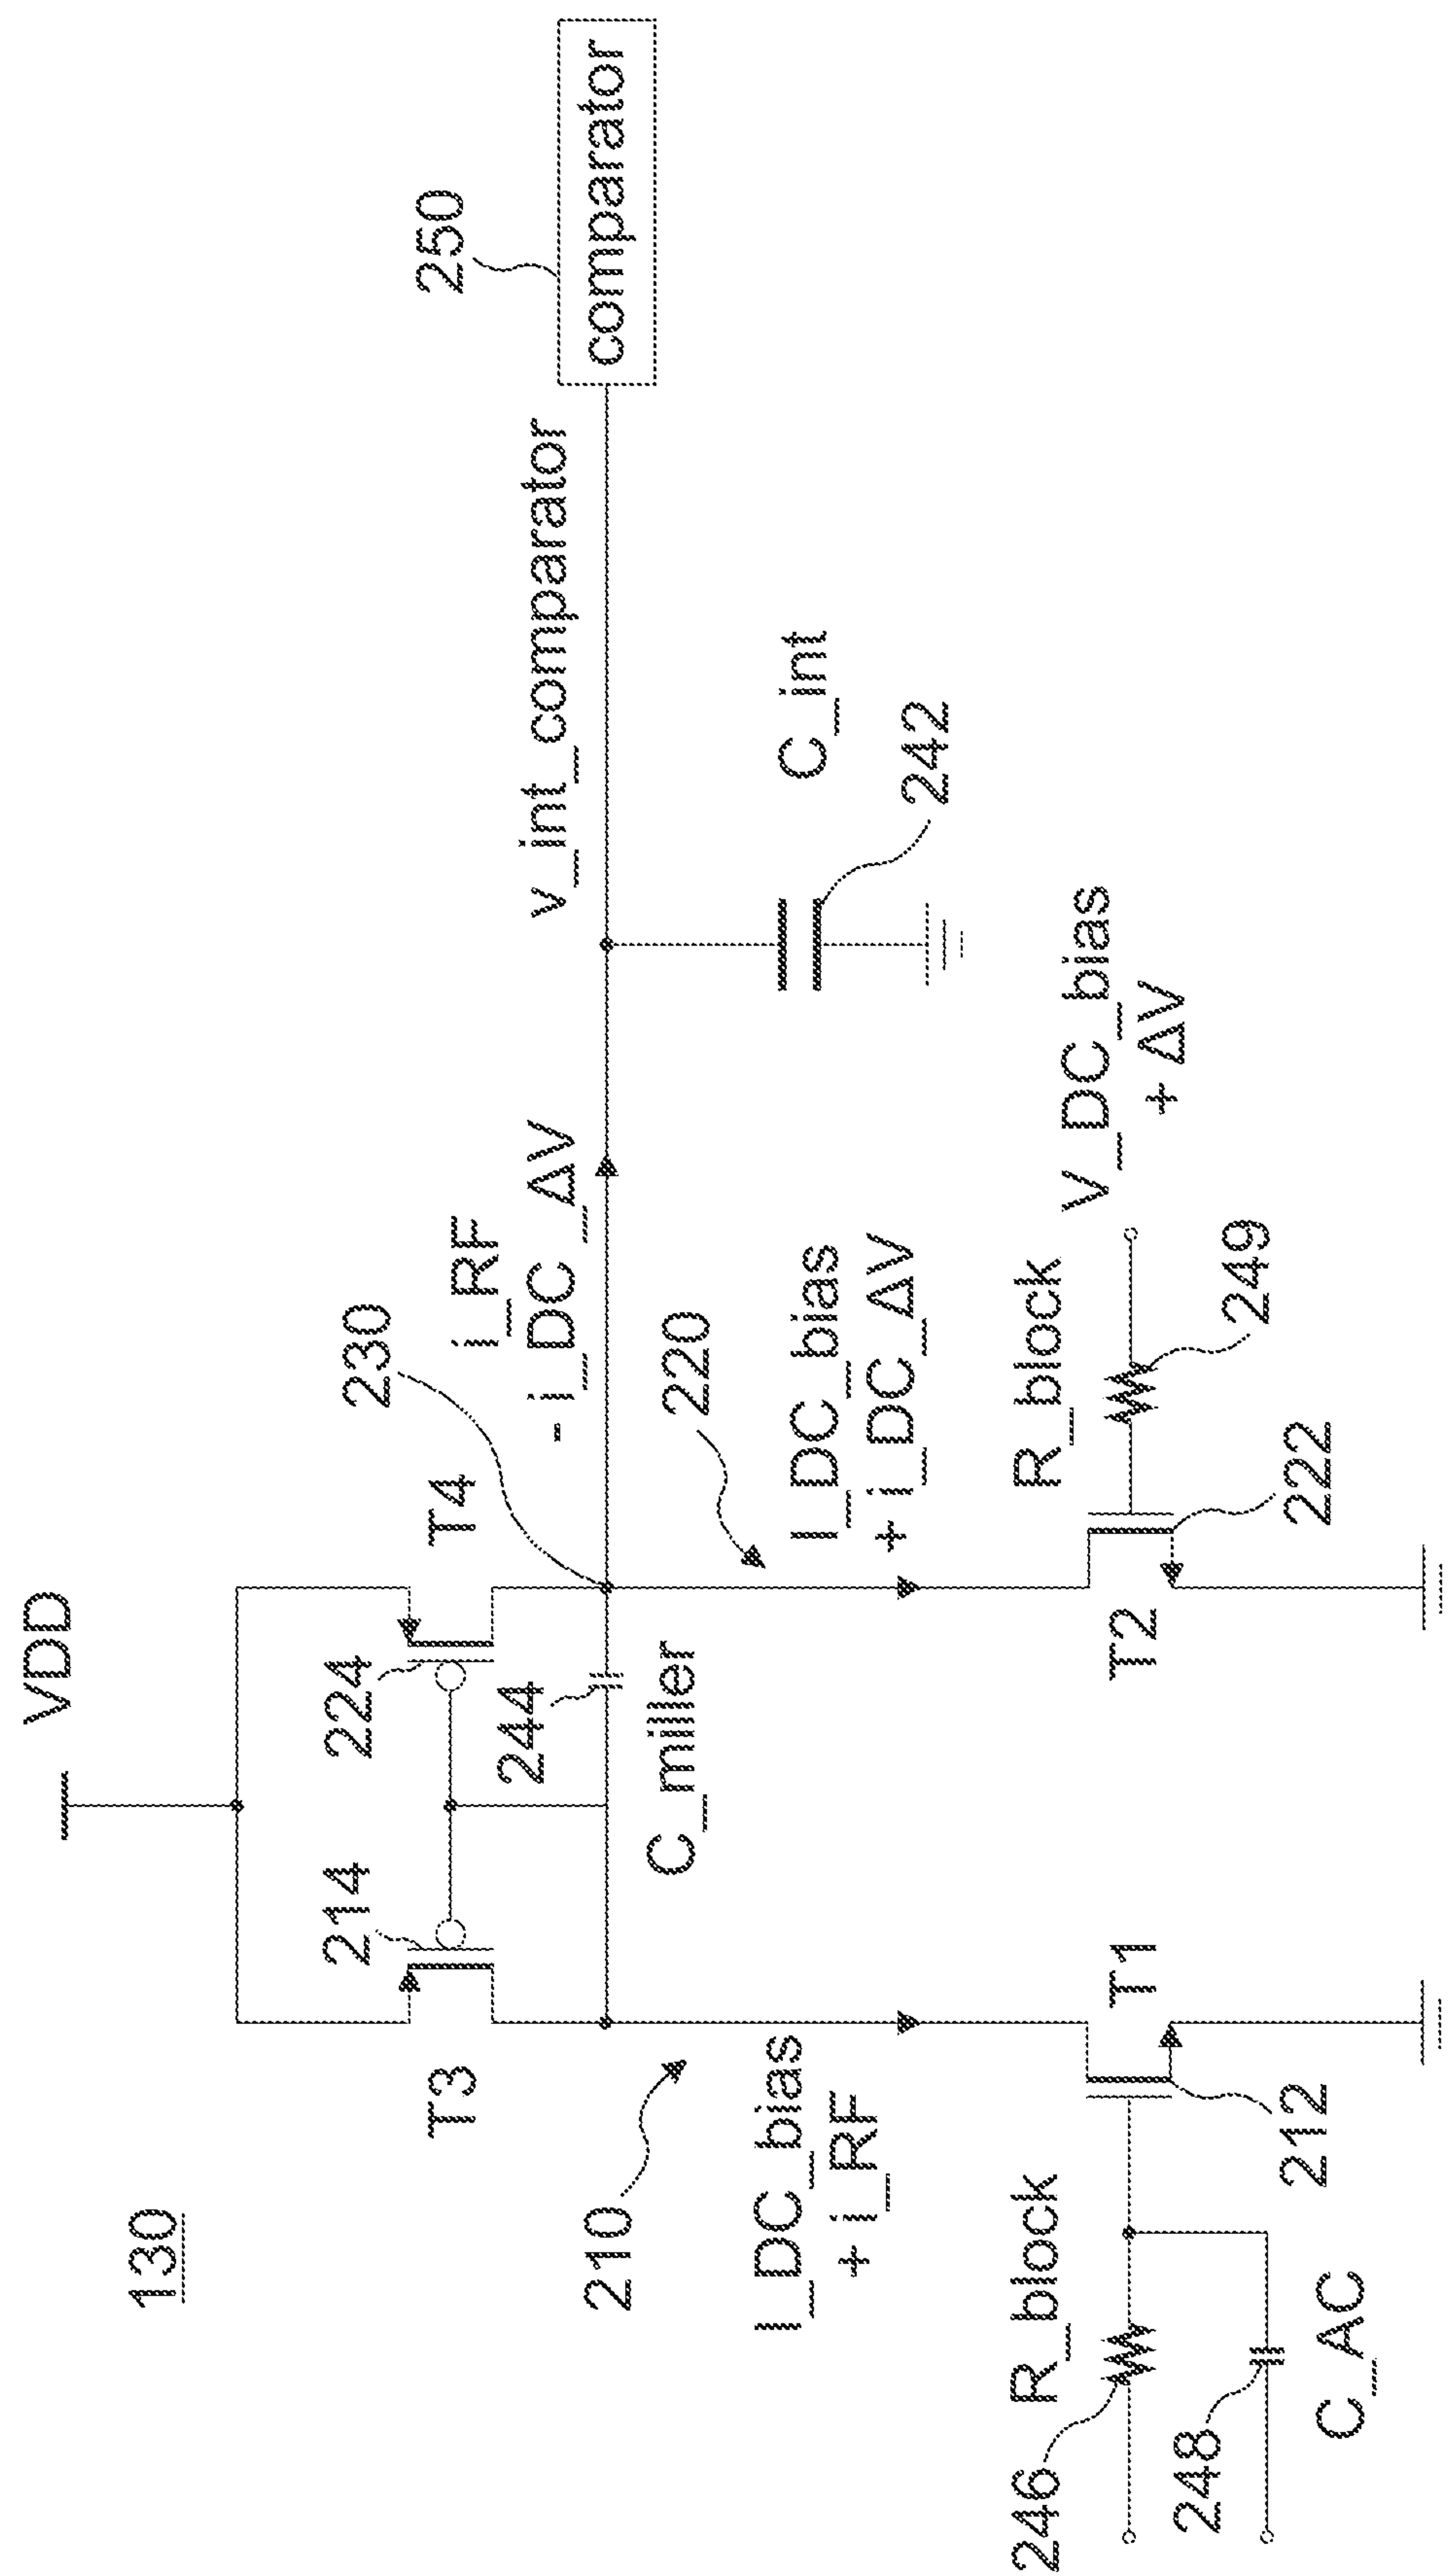 130
VDD
T3
214
224
T4
244
C_miller
230
i_RF
- i_DC_ΔV
v_int_comparator
250
comparator
210
I_DC_bias
+ i_RF
220
I_DC_bias
+ i_DC_ΔV
C_int
242
246
R_block
248
C_AC
T1
212
T2
222
R_block
249
V_DC_bias
+ ΔV